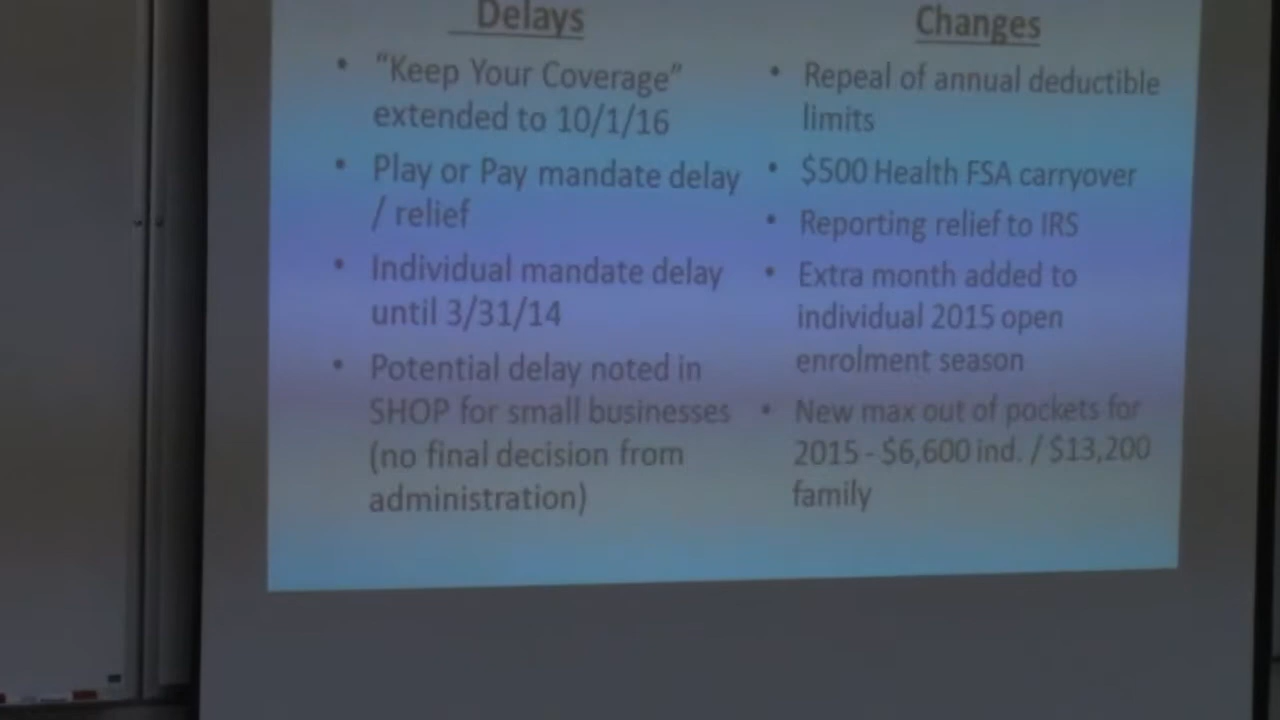 Delays
• “Keep Your Coverage”
extended to 10/1/16
• Play or Pay mandate delay
/ relief
• Individual mandate delay
until 3/31/14
• Potential delay noted in
SHOP for small businesses
(no final decision from
administration)
Changes
• Repeal of annual deductible
limits
• $500 Health FSA carryover
• Reporting relief to IRS
• Extra month added to
individual 2015 open
enrolment season
• New max out of pockets for
2015 - $6,600 ind. / $13,200
family